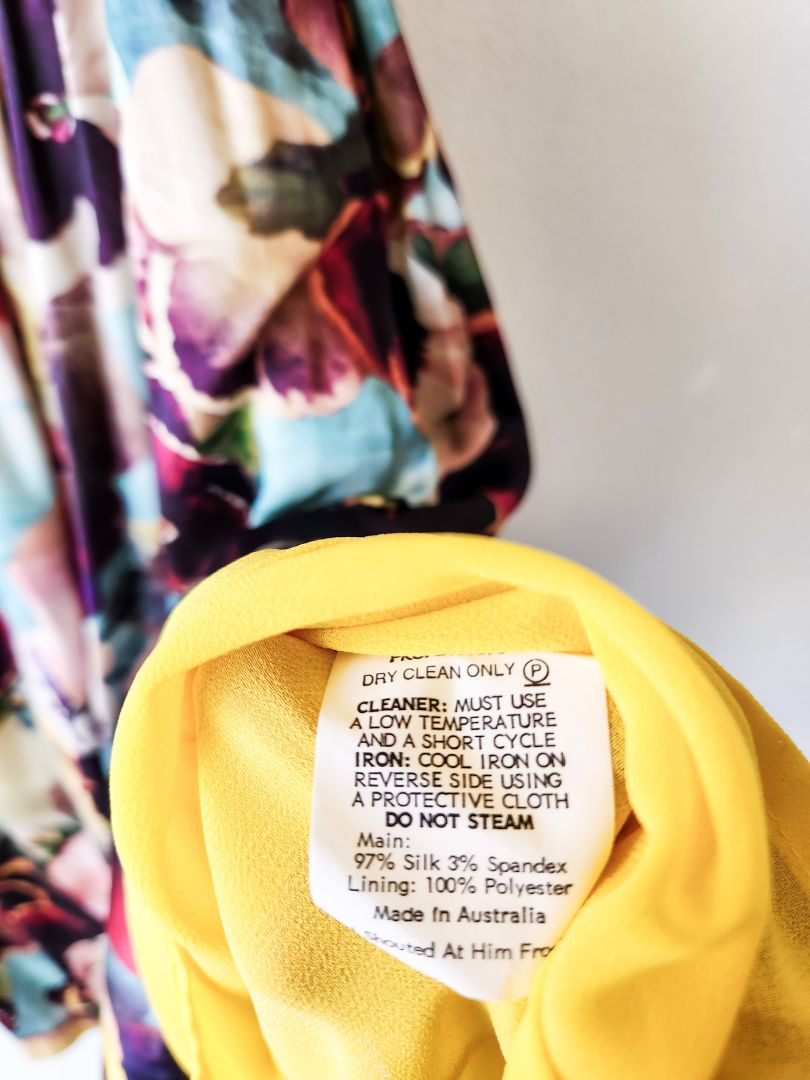 DRY CLEAN ONLY P
CLEANER: MUST USE
A LOW TEMPERATURE
AND A SHORT CYCLE
IRON: COOL IRON ON
REVERSE SIDE USING
A PROTECTIVE CLOTH
DO NOT STEAM
Main:
97% Silk 3% Spandex
Lining: 100% Polyester
Made In Australia
Shouted At Him Fro